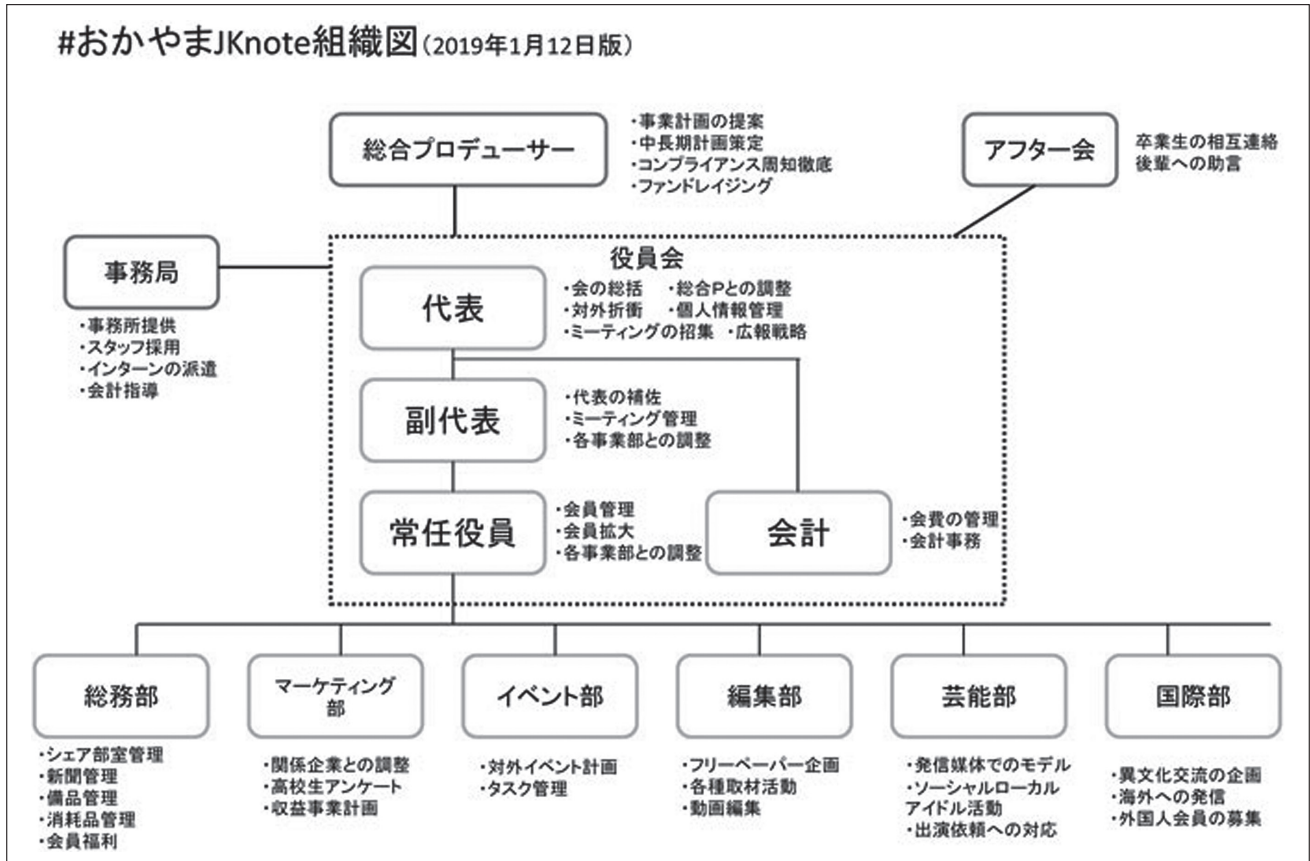 #おかやまJKnote組織図(2019年1月12日版)
総合プロデューサー
・事業計画の提案
・中長期計画策定
・コンプライアンス周知徹底
・ファンドレイジング
アフター会
卒業生の相互連絡
後輩への助言
事務局
・事務所提供
・スタッフ採用
・インターンの派遣
・会計指導
役員会
代表
・会の総括 ・総合Pとの調整
・対外折衝 ・個人情報管理
・ミーティングの招集 ・広報戦略
副代表
・代表の補佐
・ミーティング管理
・各事業部との調整
常任役員
・会員管理
・会員拡大
・各事業部との調整
会計
・会費の管理
・会計事務
総務部
・シェア部室管理
・新聞管理
・備品管理
・消耗品管理
・会員福利
マーケティング
部
・関係企業との調整
・高校生アンケート
・収益事業計画
イベント部
・対外イベント計画
・タスク管理
編集部
・フリーペーパー企画
・各種取材活動
・動画編集
芸能部
・発信媒体でのモデル
・ソーシャルローカル
アイドル活動
・出演依頼への対応
国際部
・異文化交流の企画
・海外への発信
・外国人会員の募集